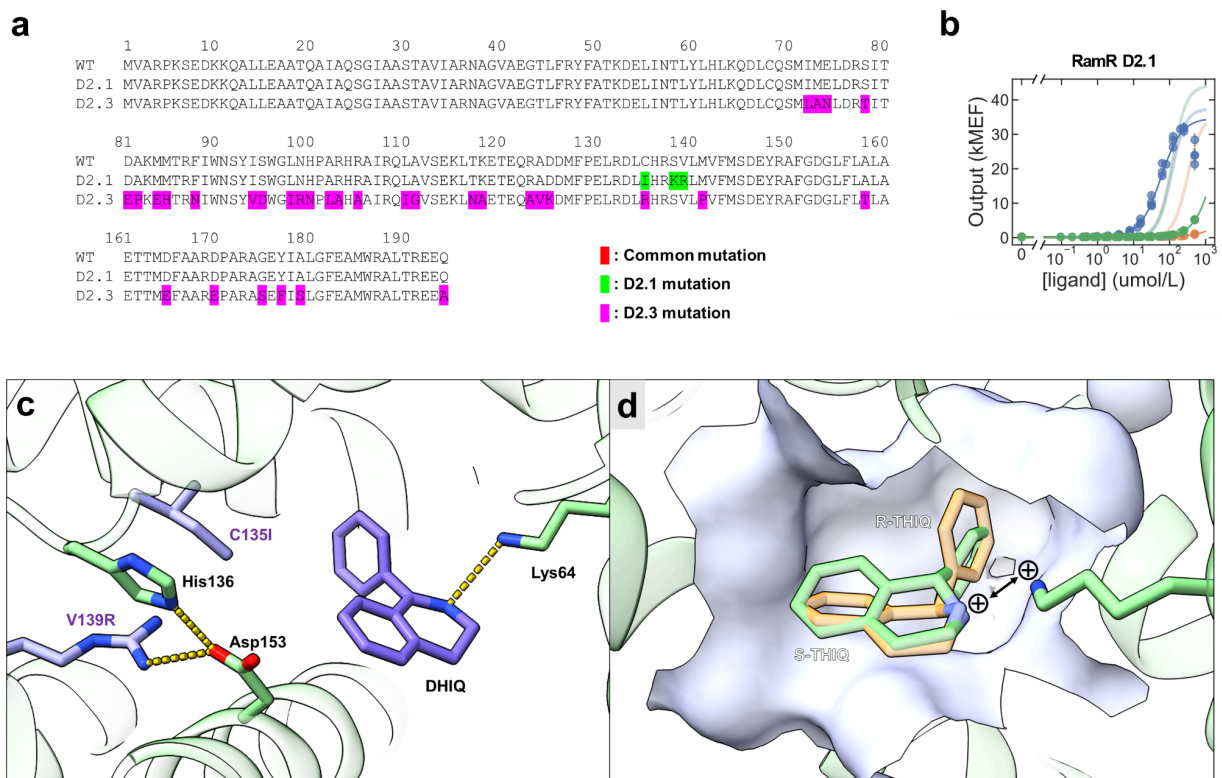 a
1 10 20 30 40 50 60 70 81
WT MVARPKSEDKKQALLEAATQAIAQSGIAASTAVIARNAGVAEGTLFRYFATKDELINTLYLHLKQDLCQSMIMELDRSIT
D2.1 MVARPKSEDKKQALLEAATQAIAQSGIAASTAVIARNAGVAEGTLFRYFATKDELINTLYLHLKQDLCQSMIMELDRSIT
D2.3 MVARPKSEDKKQALLEAATQAIAQSGIAASTAVIARNAGVAEGTLFRYFATKDELINTLYLHLKQDLCQSMLANLDRTIT
81 90 100 110 120 130 140 150 161
WT DAKMMTRFIWNSYISWGLNHPARHRAIRQLAVSEKLTKETEQRADDMFPELRDLCHRSVLMVFMSDEYRAFGDGLFLALA
D2.1 DAKMMTRFIWNSYISWGLNHPARHRAIRQLAVSEKLTKETEQRADDMFPELRDLIHRKRLMVFMSDEYRAFGDGLFLALA
D2.3 EPKEHTRNIWNSYVDWGIRNPLAHAAIRQIGVSEKLNAETEQAVKDMFPELRDLRHRSVLPVFMSDEYRAFGDGLFLTLA
161 170 180 190
WT ETTMDFAARDPARAGEYIALGFEAMWRALTREEQ
D2.1 ETTMDFAARDPARAGEYIALGFEAMWRALTREEQ
D2.3 ETTMEFAAREPARASEFISLGFEAMWRALTREEA
: Common mutation
: D2.1 mutation
: D2.3 mutation
b
RamR D2.1
Output (kMEF)
40
30
20
10
0
0 10⁻¹ 10¹ 10³
[ligand] (umol/L)
c
C135I
His136
V139R
Asp153
DHIQ
Lys64
d
R-THIQ
S-THIQ